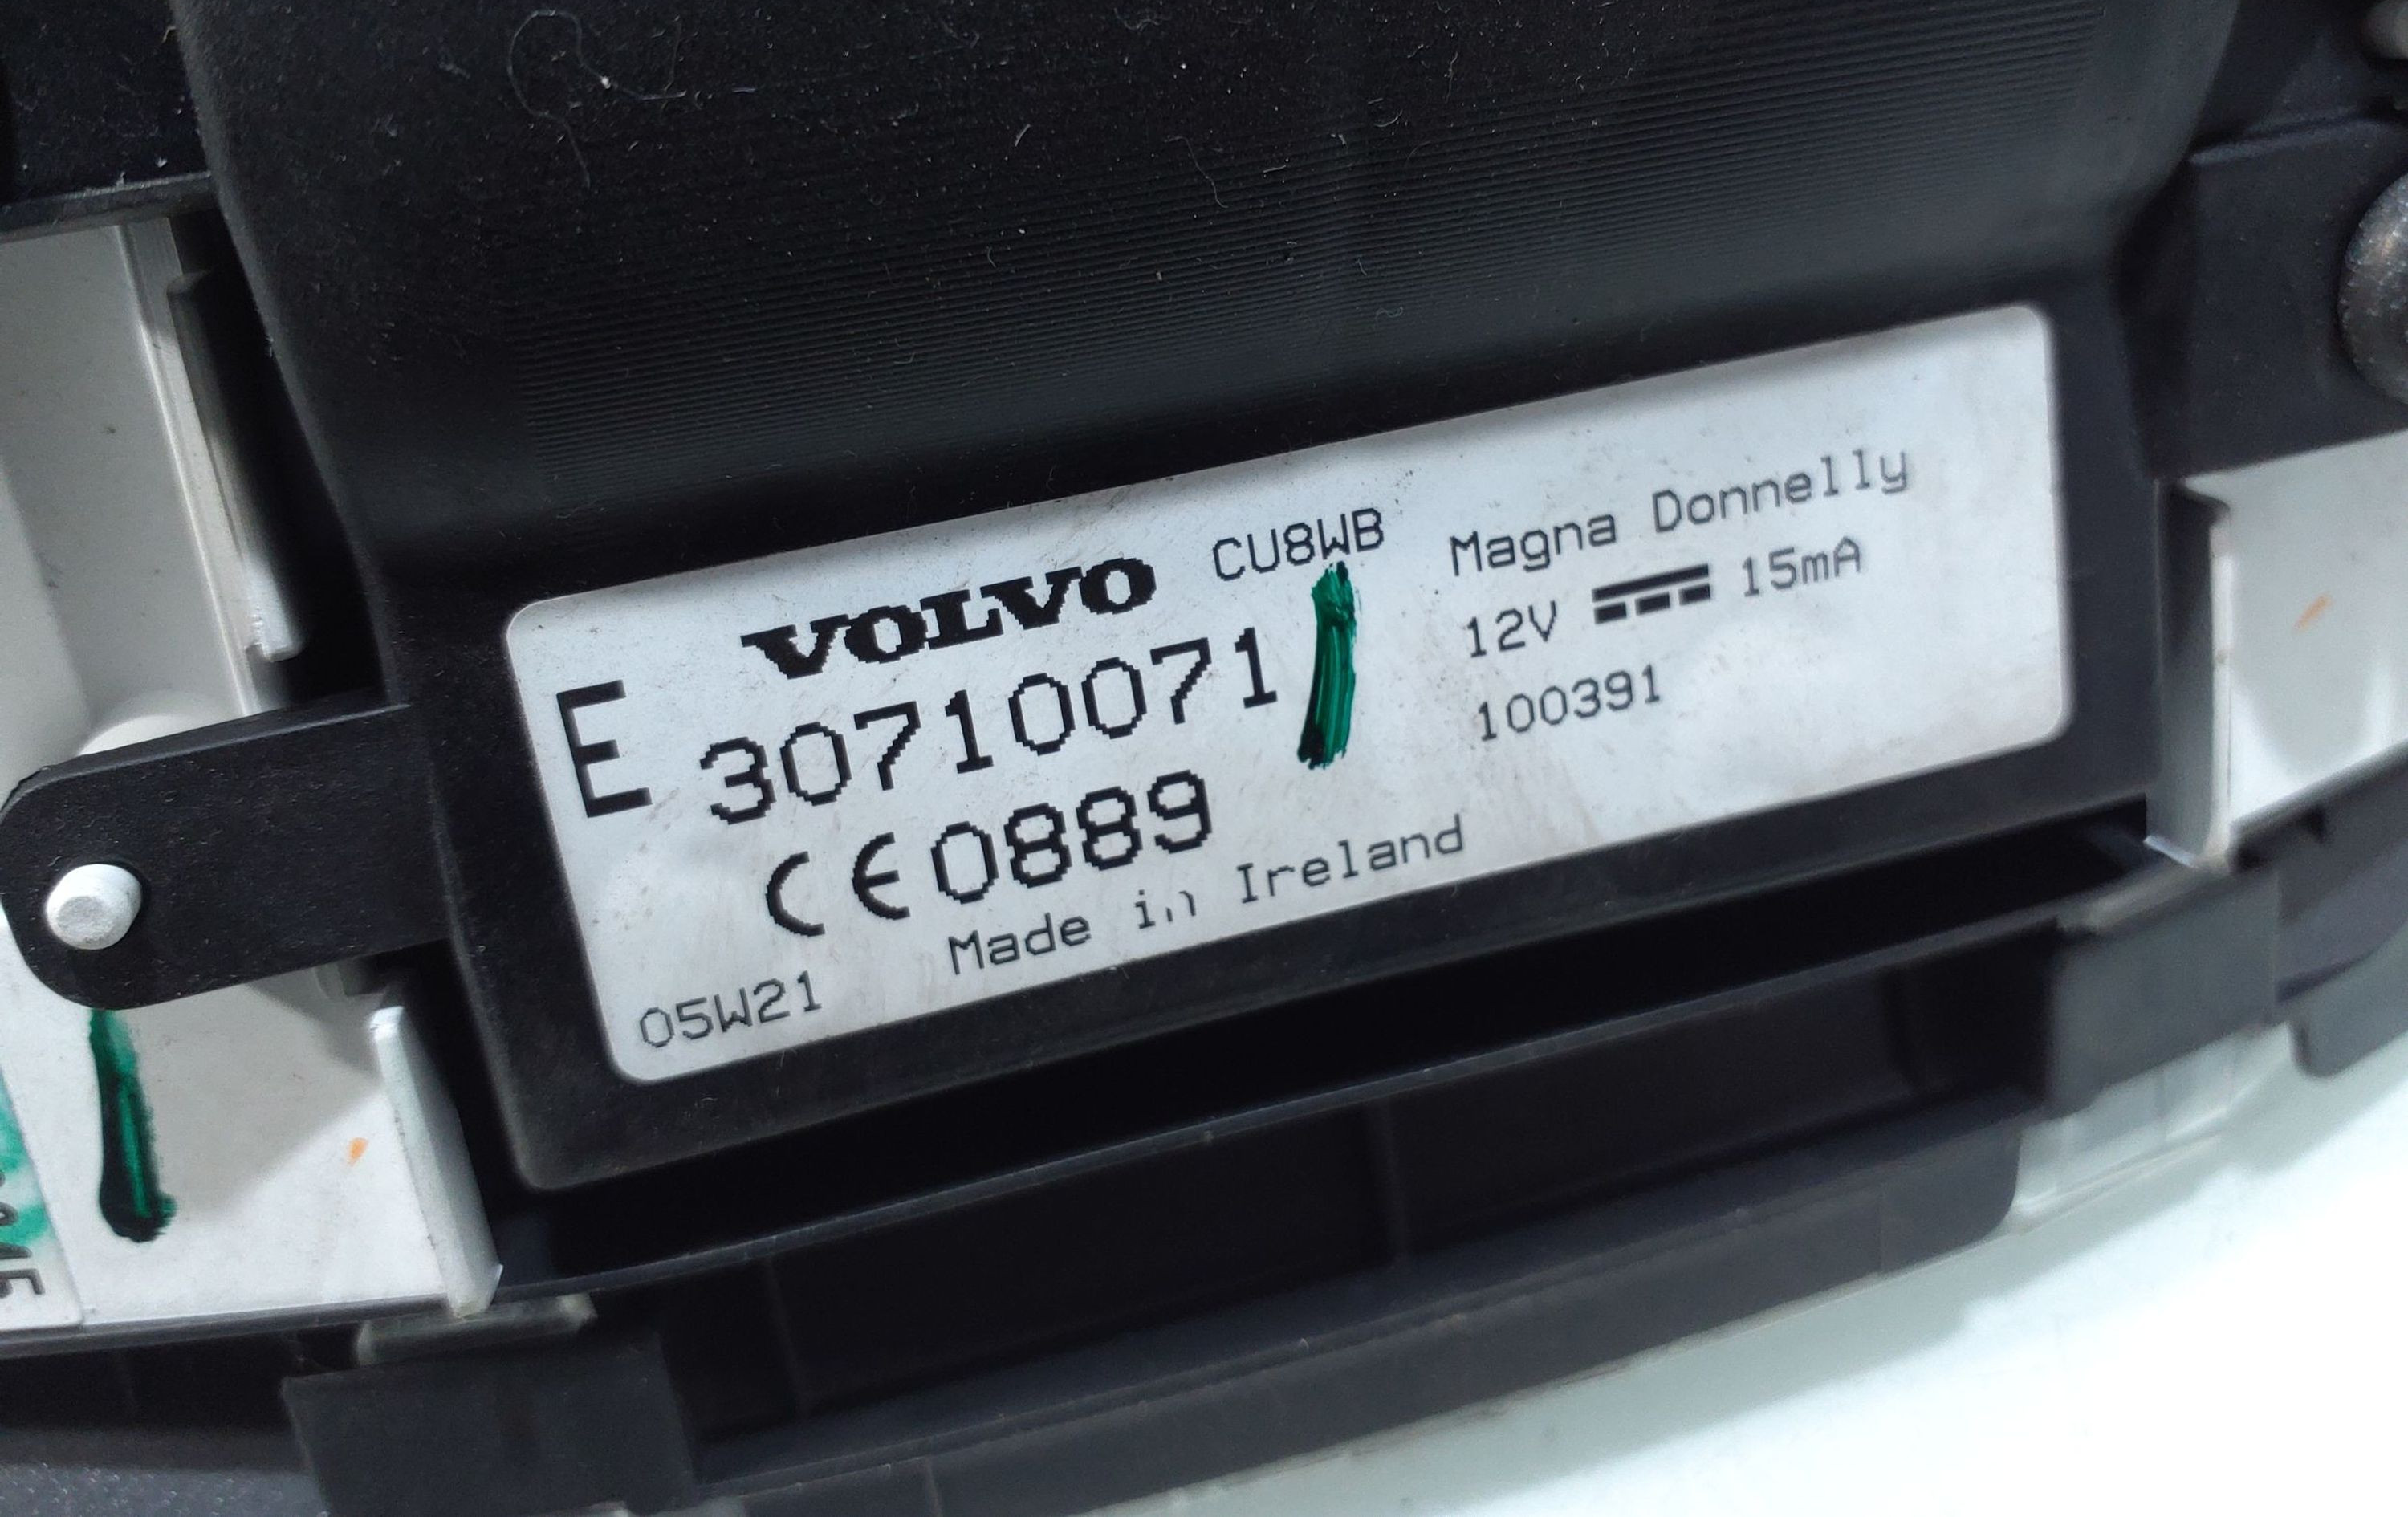 VOLVO CU8WB
E 30710071
CE 0889
Made in Ireland
05W21
Magna Donnelly
12V 15mA
100391